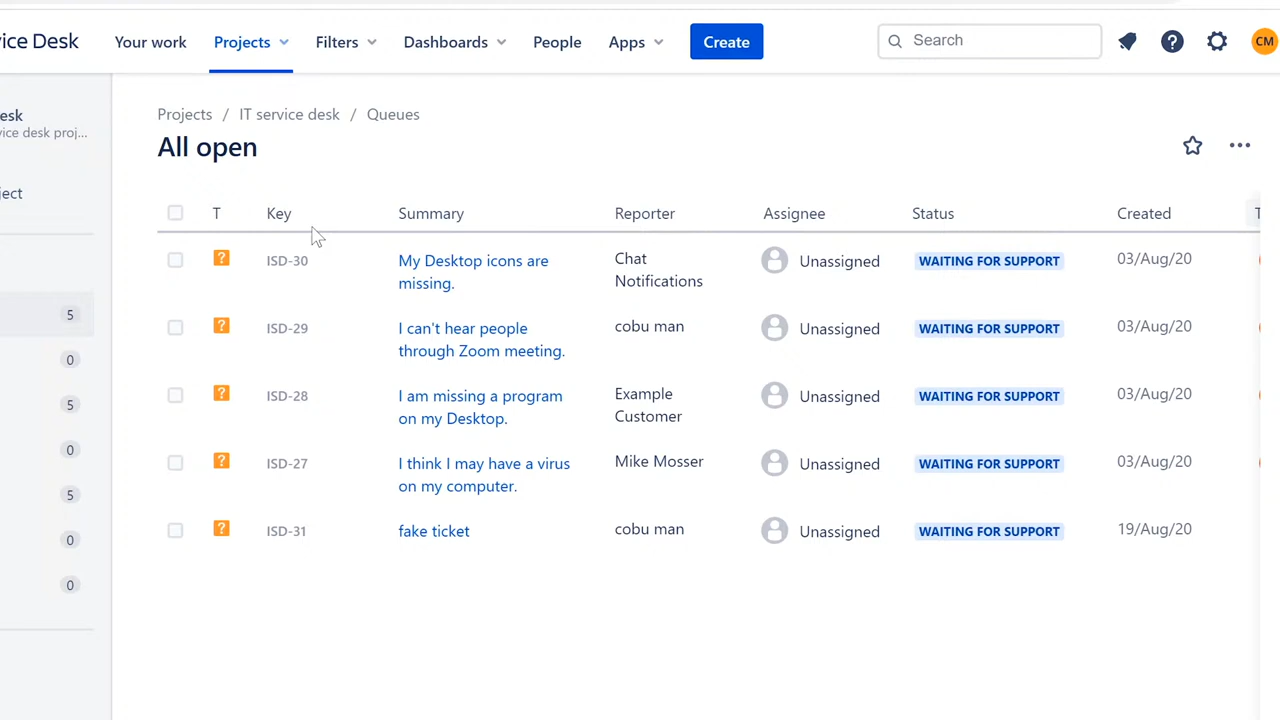 ice Desk
Your work
Projects
Filters
Dashboards
People
Apps
Create
Search
CM
esk
vice desk proj...
ject
5
0
5
0
5
0
0
Projects / IT service desk / Queues
All open
T Key Summary Reporter Assignee Status Created T
? ISD-30 My Desktop icons are missing. Chat Notifications Unassigned WAITING FOR SUPPORT 03/Aug/20
? ISD-29 I can't hear people through Zoom meeting. cobu man Unassigned WAITING FOR SUPPORT 03/Aug/20
? ISD-28 I am missing a program on my Desktop. Example Customer Unassigned WAITING FOR SUPPORT 03/Aug/20
? ISD-27 I think I may have a virus on my computer. Mike Mosser Unassigned WAITING FOR SUPPORT 03/Aug/20
? ISD-31 fake ticket cobu man Unassigned WAITING FOR SUPPORT 19/Aug/20